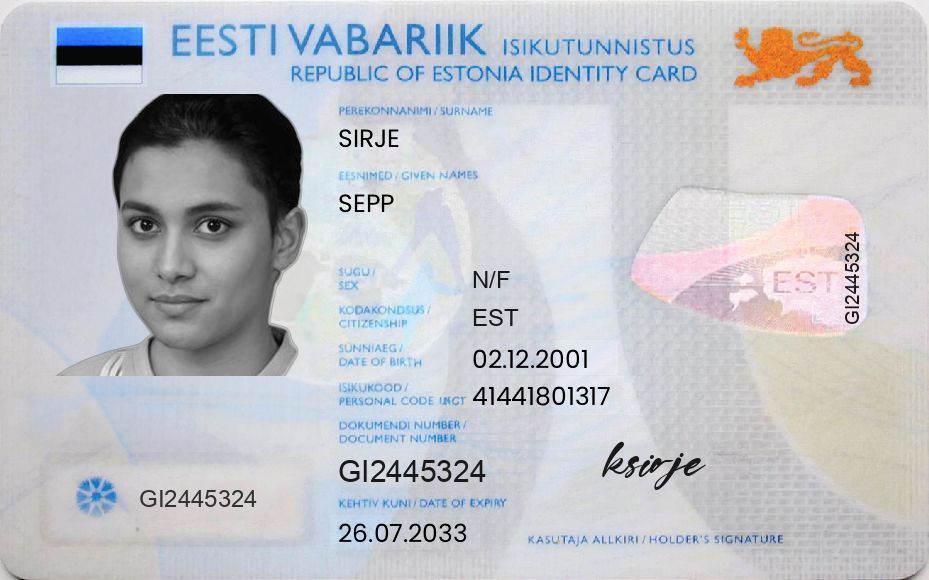 EESTI VABARIIK ISIKUTUNNISTUS
REPUBLIC OF ESTONIA IDENTITY CARD
PEREKONNANIMI / SURNAME
SIRJE
EESNIMED / GIVEN NAMES
SEPP
SUGU /
SEX
N/F
KODAKONDSUS /
CITIZENSHIP
EST
SÜNNIAEG /
DATE OF BIRTH
02.12.2001
ISIKUKOOD /
PERSONAL CODE
41441801317
DOKUMENDI NUMBER /
DOCUMENT NUMBER
GI2445324
KEHTIV KUNI / DATE OF EXPIRY
26.07.2033
GI2445324
EST
GI2445324
ksirje
KASUTAJA ALLKIRI / HOLDER'S SIGNATURE